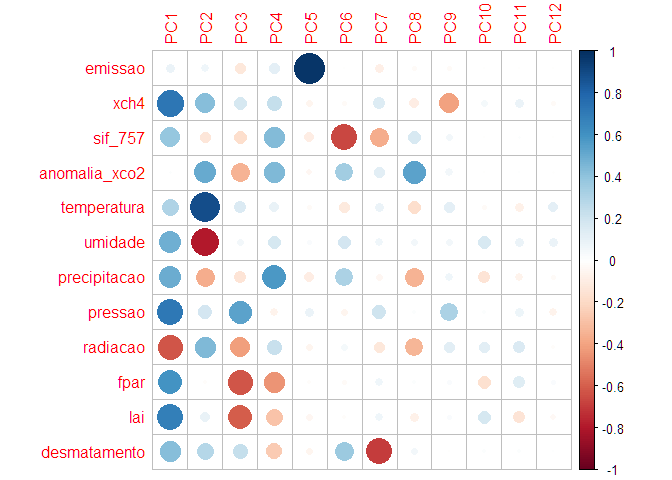 PC1 PC2 PC3 PC4 PC5 PC6 PC7 PC8 PC9 PC10 PC11 PC12
emissao
xch4
sif_757
anomalia_xco2
temperatura
umidade
precipitacao
pressao
radiacao
fpar
lai
desmatamento
1
0.8
0.6
0.4
0.2
0
-0.2
-0.4
-0.6
-0.8
-1